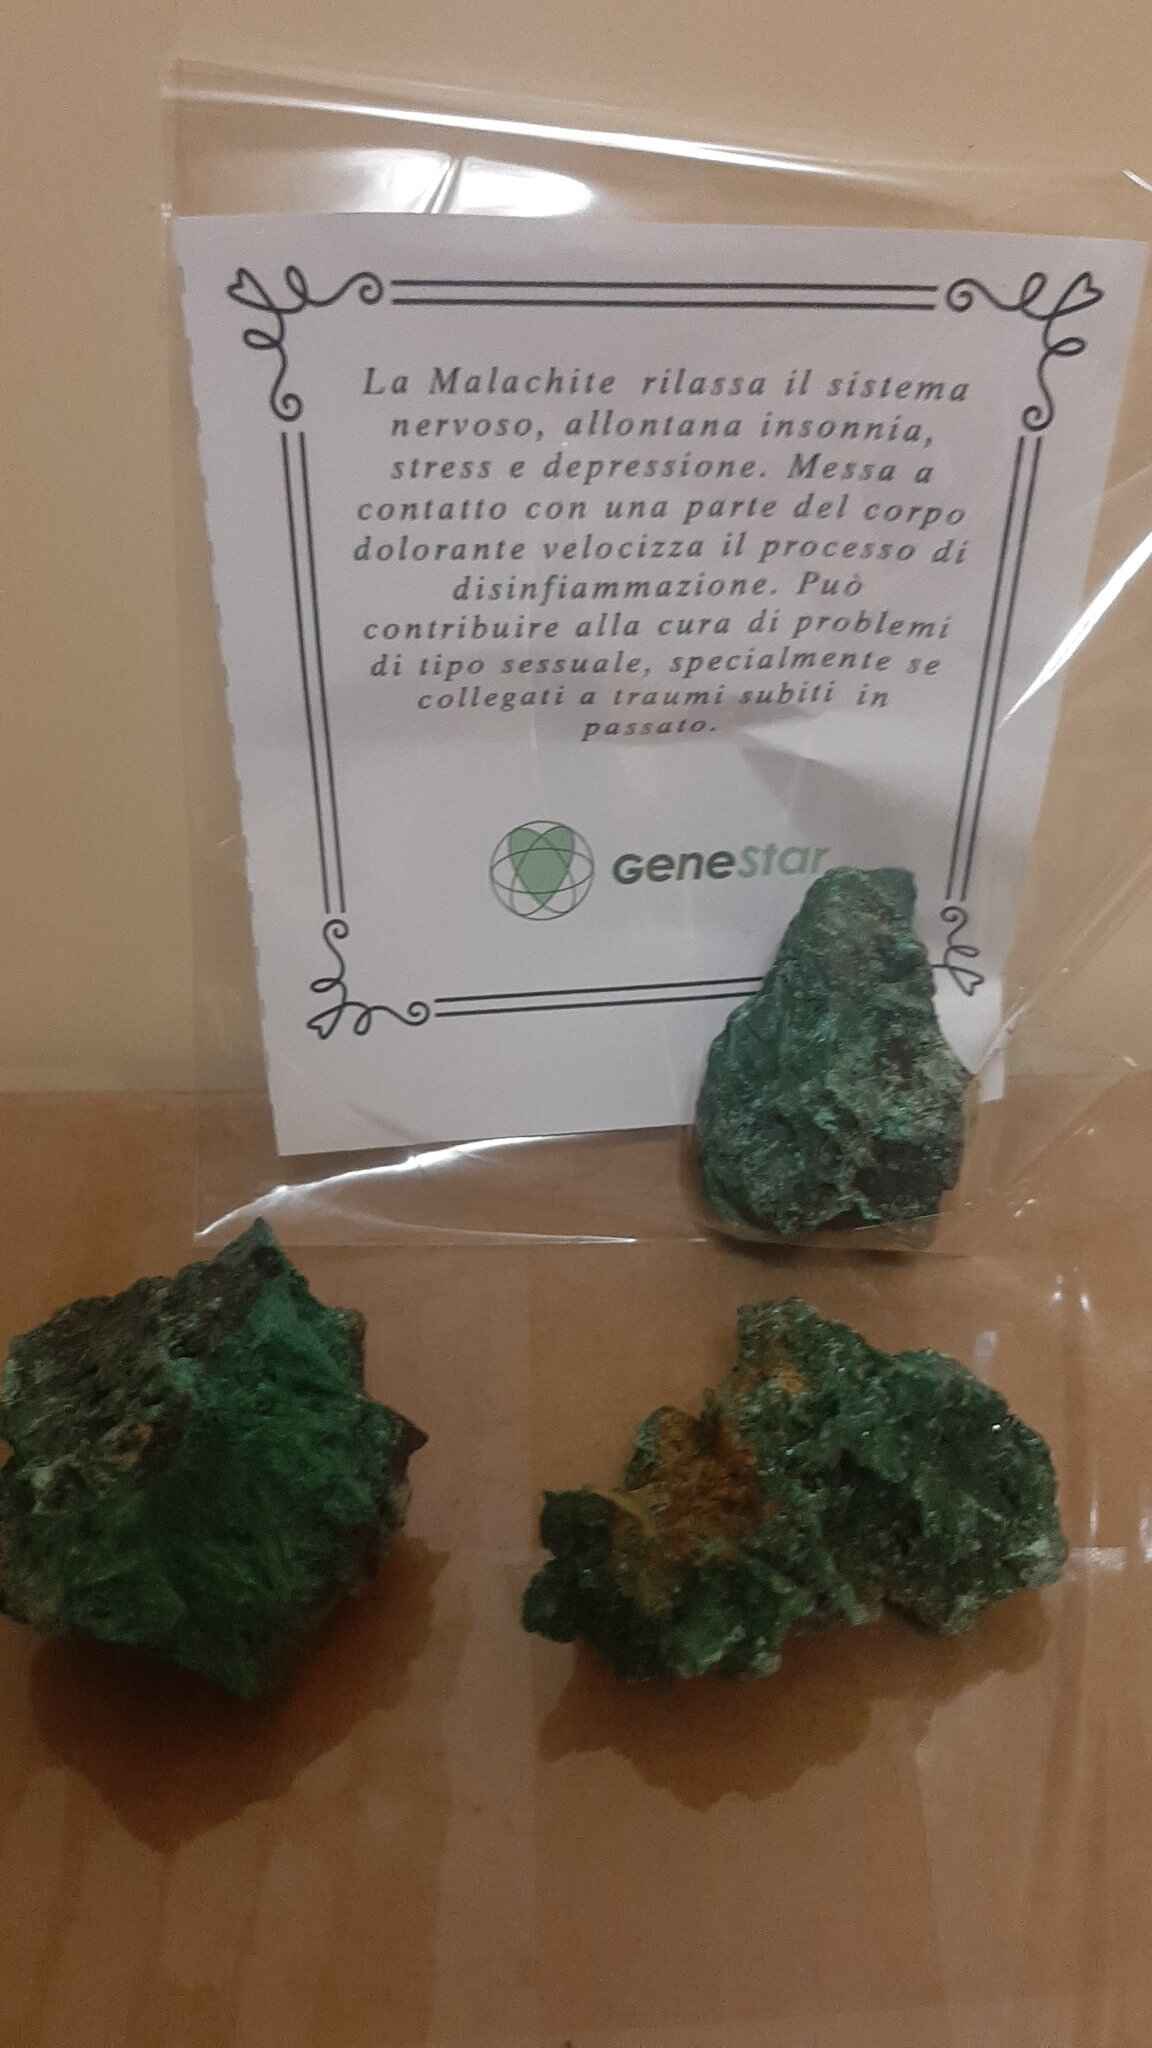 La Malachite rilassa il sistema
nervoso, allontana insonnia,
stress e depressione. Messa a
contatto con una parte del corpo
dolorante velocizza il processo di
disinfiammazione. Può
contribuire alla cura di problemi
di tipo sessuale, specialmente se
collegati a traumi subiti in
passato.
GeneStar